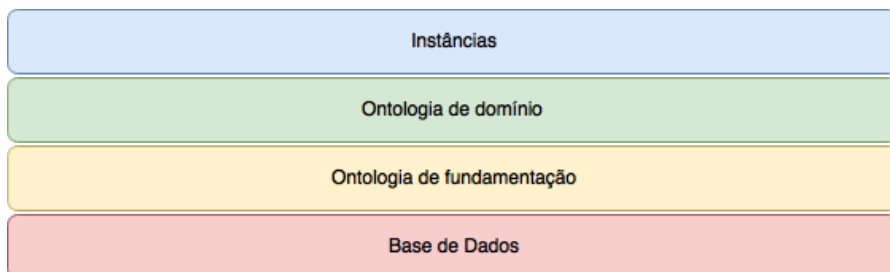 Instâncias
Ontologia de domínio
Ontologia de fundamentação
Base de Dados